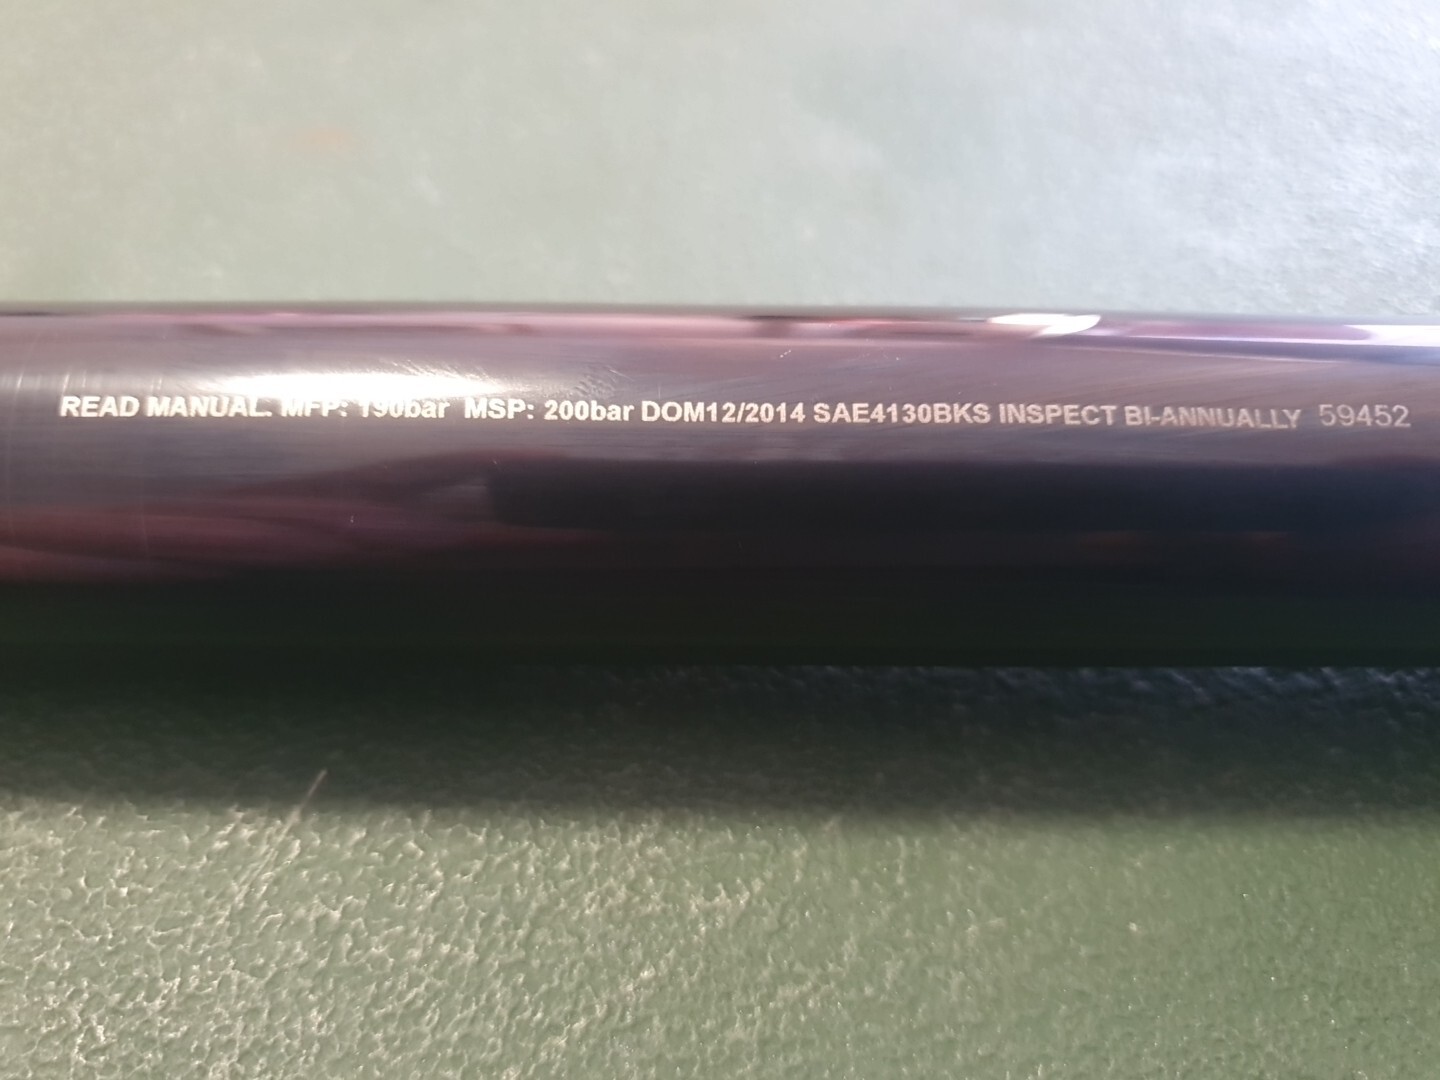 READ MANUAL. MFP: 190bar MSP: 200bar DOM12/2014 SAE4130BKS INSPECT BI-ANNUALLY 59452